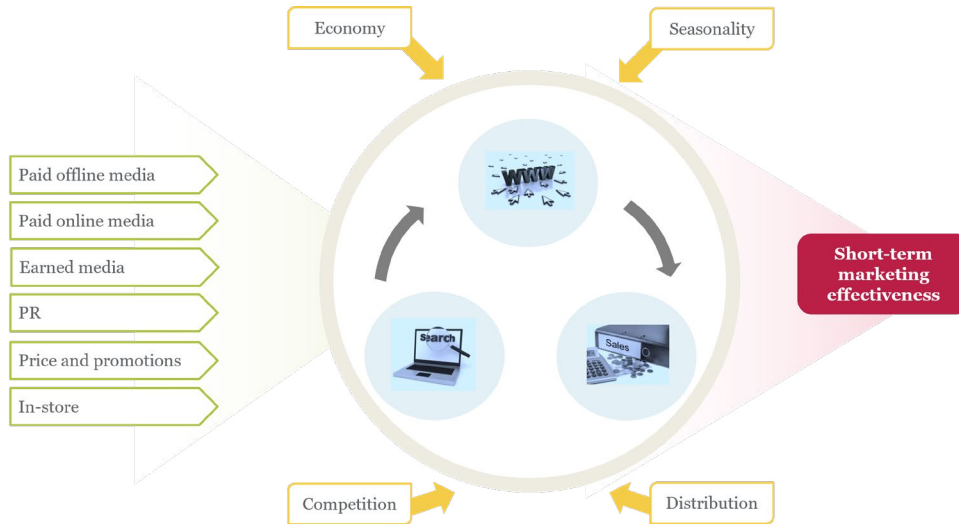 Economy
Seasonality
Paid offline media
Paid online media
Earned media
PR
Price and promotions
In-store
WWW
Search
Sales
Short-term
marketing
effectiveness
Competition
Distribution